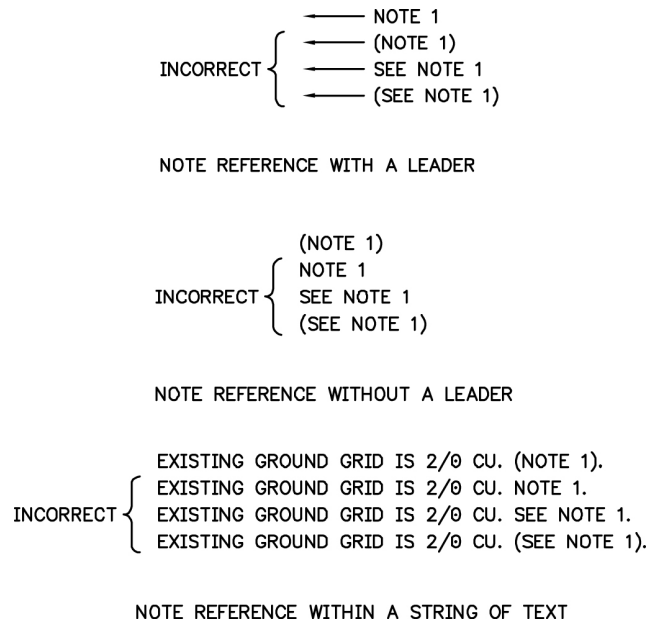 NOTE 1
(NOTE 1)
INCORRECT SEE NOTE 1
(SEE NOTE 1)
NOTE REFERENCE WITH A LEADER
(NOTE 1)
NOTE 1
INCORRECT SEE NOTE 1
(SEE NOTE 1)
NOTE REFERENCE WITHOUT A LEADER
EXISTING GROUND GRID IS 2/0 CU. (NOTE 1).
EXISTING GROUND GRID IS 2/0 CU. NOTE 1.
INCORRECT EXISTING GROUND GRID IS 2/0 CU. SEE NOTE 1.
EXISTING GROUND GRID IS 2/0 CU. (SEE NOTE 1).
NOTE REFERENCE WITHIN A STRING OF TEXT